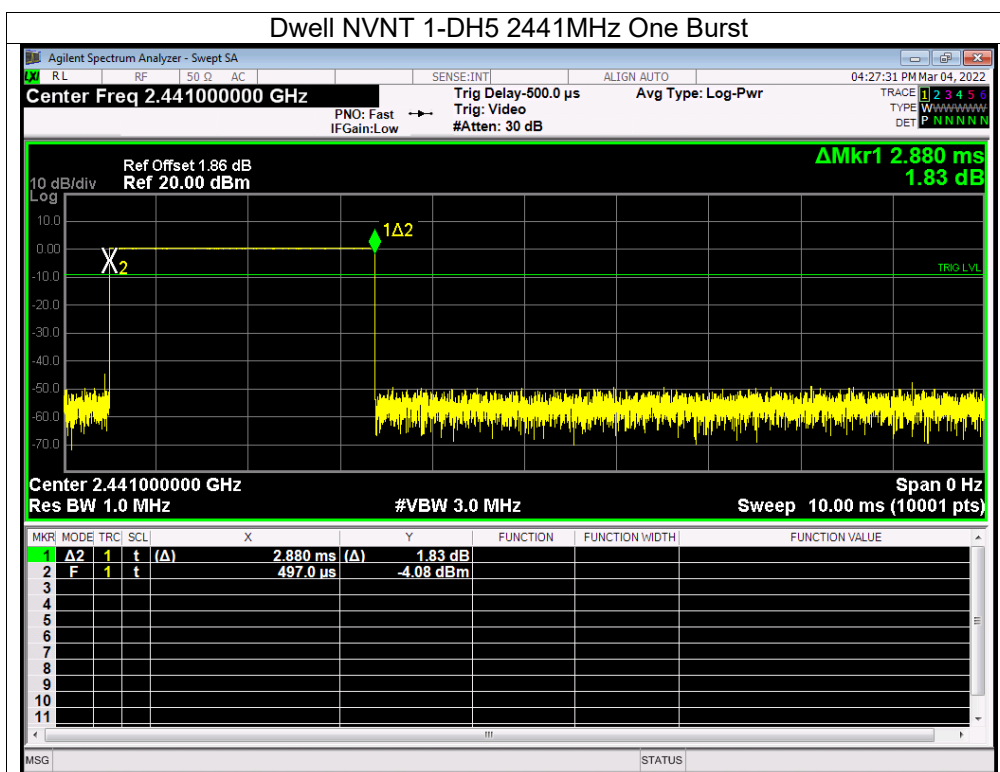 Dwell NVNT 1-DH5 2441MHz One Burst
Agilent Spectrum Analyzer - Swept SA
LXI RL RF 50 Ω AC SENSE:INT ALIGN AUTO 04:27:31 PM Mar 04, 2022
Center Freq 2.441000000 GHz
PNO: Fast
IFGain:Low
Trig Delay-500.0 µs
Trig: Video
#Atten: 30 dB
Avg Type: Log-Pwr
TRACE 1 2 3 4 5 6
TYPE WWWWWW
DET P N N N N N
ΔMkr1 2.880 ms
1.83 dB
Ref Offset 1.86 dB
10 dB/div Ref 20.00 dBm
Log
10.0
0.00
-10.0
-20.0
-30.0
-40.0
-50.0
-60.0
-70.0
1Δ2
X2
TRIG LVL
Center 2.441000000 GHz Span 0 Hz
Res BW 1.0 MHz #VBW 3.0 MHz Sweep 10.00 ms (10001 pts)
MKR MODE TRC SCL X Y FUNCTION FUNCTION WIDTH FUNCTION VALUE
1 Δ2 1 t (Δ) 2.880 ms (Δ) 1.83 dB
2 F 1 t 497.0 µs -4.08 dBm
3
4
5
6
7
8
9
10
11
MSG STATUS